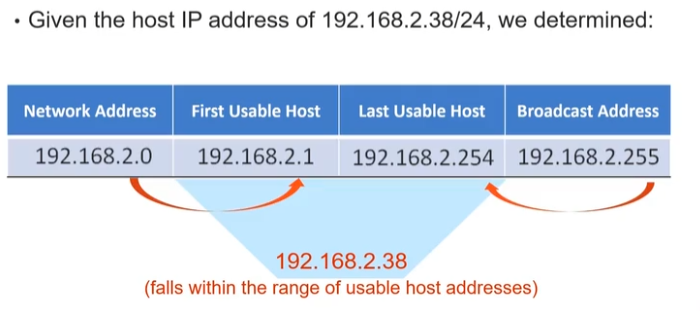 • Given the host IP address of 192.168.2.38/24, we determined:
Network Address First Usable Host Last Usable Host Broadcast Address
192.168.2.0 192.168.2.1 192.168.2.254 192.168.2.255
192.168.2.38
(falls within the range of usable host addresses)